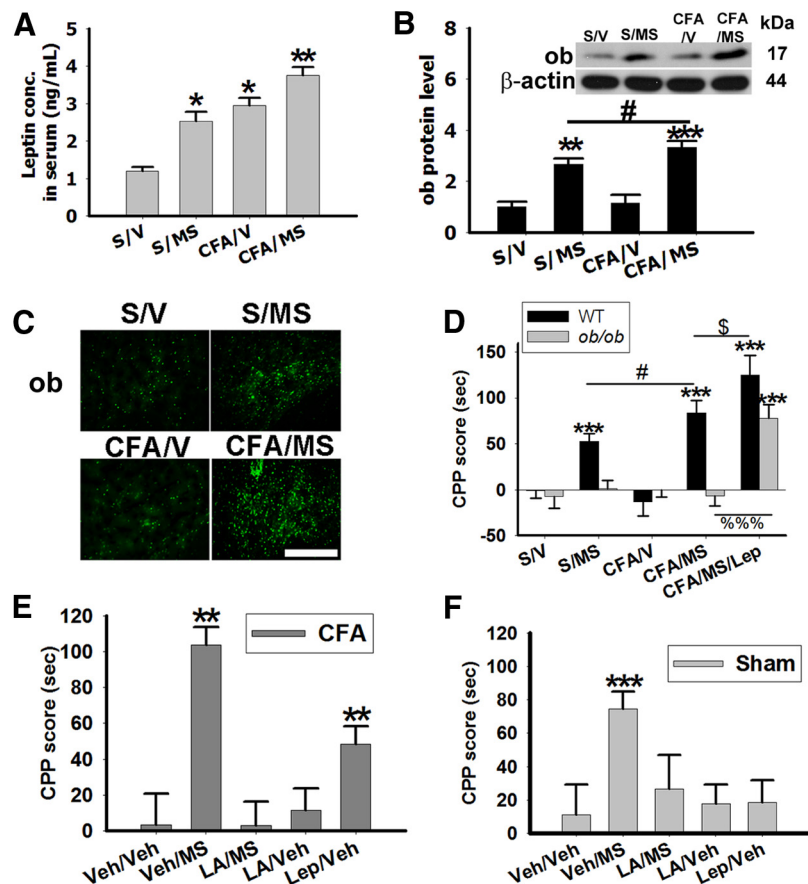 A
Leptin conc.
in serum (ng/mL)
5
4
3
2
1
0
*
*
**
S/V
S/MS
CFA/V
CFA/MS
B
S/V
S/MS
CFA
/V
CFA
/MS
kDa
ob
17
β-actin
44
ob protein level
8
6
4
2
0
**
#
***
S/V
S/MS
CFA/V
CFA/MS
C
S/V
S/MS
ob
CFA/V
CFA/MS
D
WT
ob/ob
CPP score (sec)
150
100
50
0
-50
***
#
***
$
***
***
%%%
S/V
S/MS
CFA/V
CFA/MS
CFA/MS/Lep
E
CFA
CPP score (sec)
120
100
80
60
40
20
0
**
**
Veh/Veh
Veh/MS
LA/MS
LA/Veh
Lep/Veh
F
Sham
CPP score (sec)
120
100
80
60
40
20
0
***
Veh/Veh
Veh/MS
LA/MS
LA/Veh
Lep/Veh